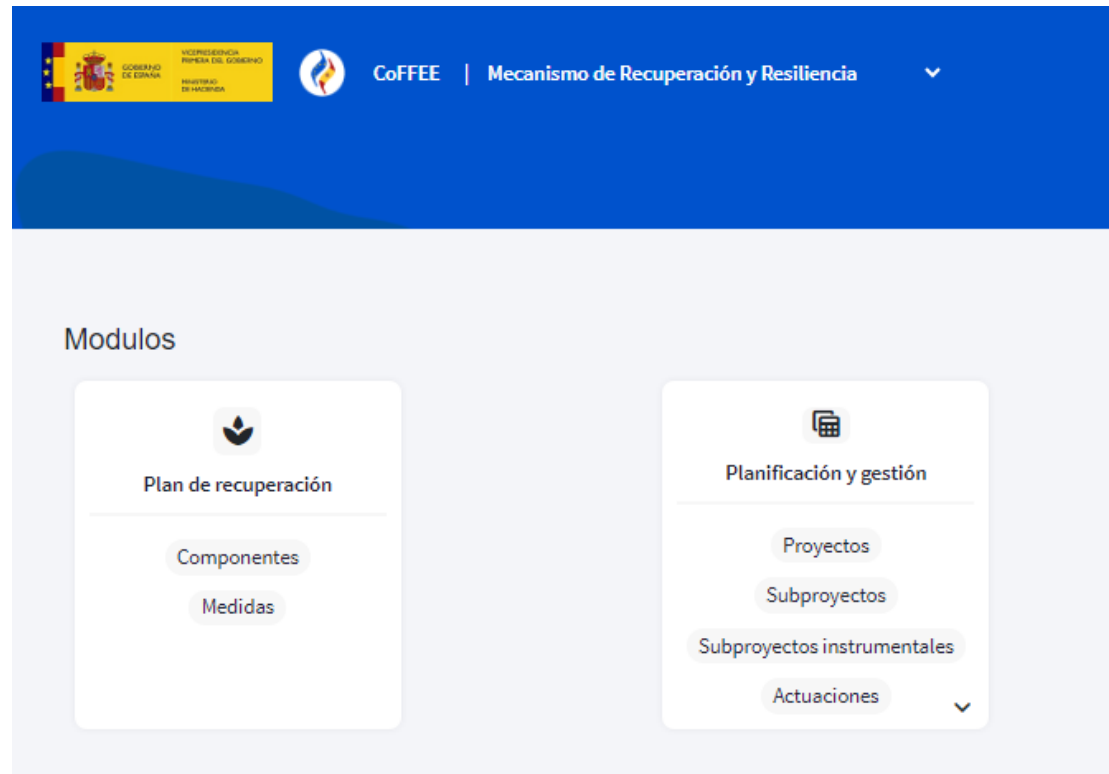 GOBIERNO
DE ESPAÑA
VICEPRESIDENCIA
PRIMERA DEL GOBIERNO
MINISTERIO
DE HACIENDA
CoFFEE | Mecanismo de Recuperación y Resiliencia
Modulos
Plan de recuperación
Componentes
Medidas
Planificación y gestión
Proyectos
Subproyectos
Subproyectos instrumentales
Actuaciones